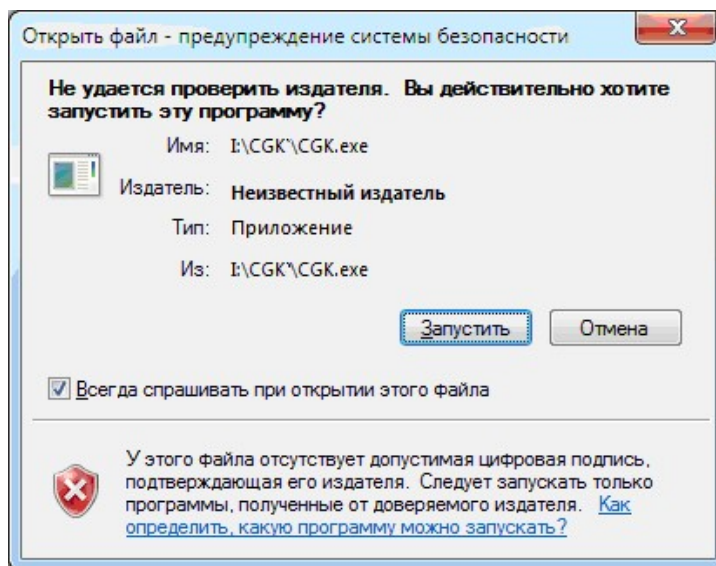 Открыть файл - предупреждение системы безопасности
Не удается проверить издателя. Вы действительно хотите
запустить эту программу?
Имя: I:\CGK`\CGK.exe
Издатель: Неизвестный издатель
Тип: Приложение
Из: I:\CGK`\CGK.exe
Запустить Отмена
Всегда спрашивать при открытии этого файла
У этого файла отсутствует допустимая цифровая подпись,
подтверждающая его издателя. Следует запускать только
программы, полученные от доверяемого издателя. Как
определить, какую программу можно запускать?